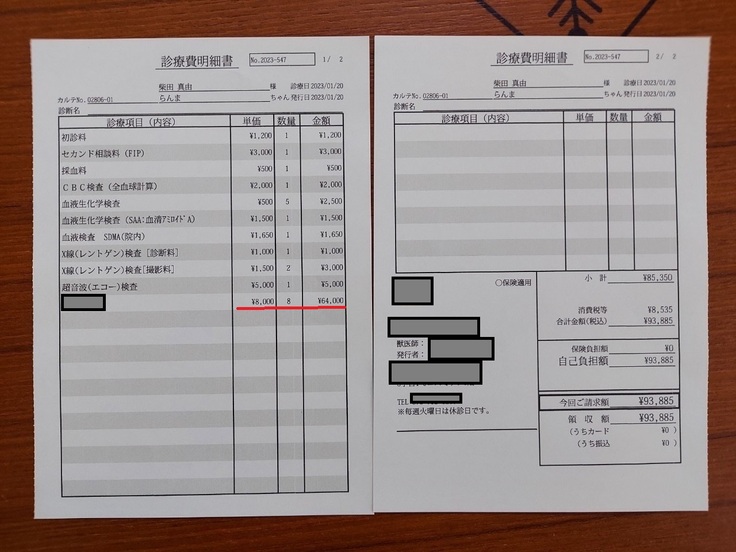 診療費明細書
No.2023-547
1/ 2
柴田 真由 様 診療日2023/01/20
カルテNo. 02806-01 らんま ちゃん 発行日2023/01/20
診断名
診療項目（内容） 単価 数量 金額
初診料 ¥1,200 1 ¥1,200
セカンド相談料（FIP） ¥3,000 1 ¥3,000
採血料 ¥500 1 ¥500
ＣＢＣ検査（全血球計算） ¥2,000 1 ¥2,000
血液生化学検査 ¥500 5 ¥2,500
血液生化学検査（SAA:血清ｱﾐﾛｲﾄﾞA） ¥1,500 1 ¥1,500
血液検査 SDMA(院内) ¥1,650 1 ¥1,650
X線(レントゲン)検査［診断料］ ¥1,000 1 ¥1,000
X線(レントゲン)検査[撮影料] ¥1,500 2 ¥3,000
超音波(エコー)検査 ¥5,000 1 ¥5,000
¥8,000 8 ¥64,000
診療費明細書
No.2023-547
2/ 2
柴田 真由 様 診療日2023/01/20
カルテNo. 02806-01 らんま ちゃん 発行日2023/01/20
診断名
診療項目（内容） 単価 数量 金額
○保険適用
獣医師：
発行者：
TEL
※毎週火曜日は休診日です。
小 計 ¥85,350
消費税等 ¥8,535
合計金額(税込) ¥93,885
保険負担額 ¥0
自己負担額 ¥93,885
今回ご請求額 ¥93,885
領 収 額 ¥93,885
(うちカード ¥0 )
(うち振込 ¥0 )